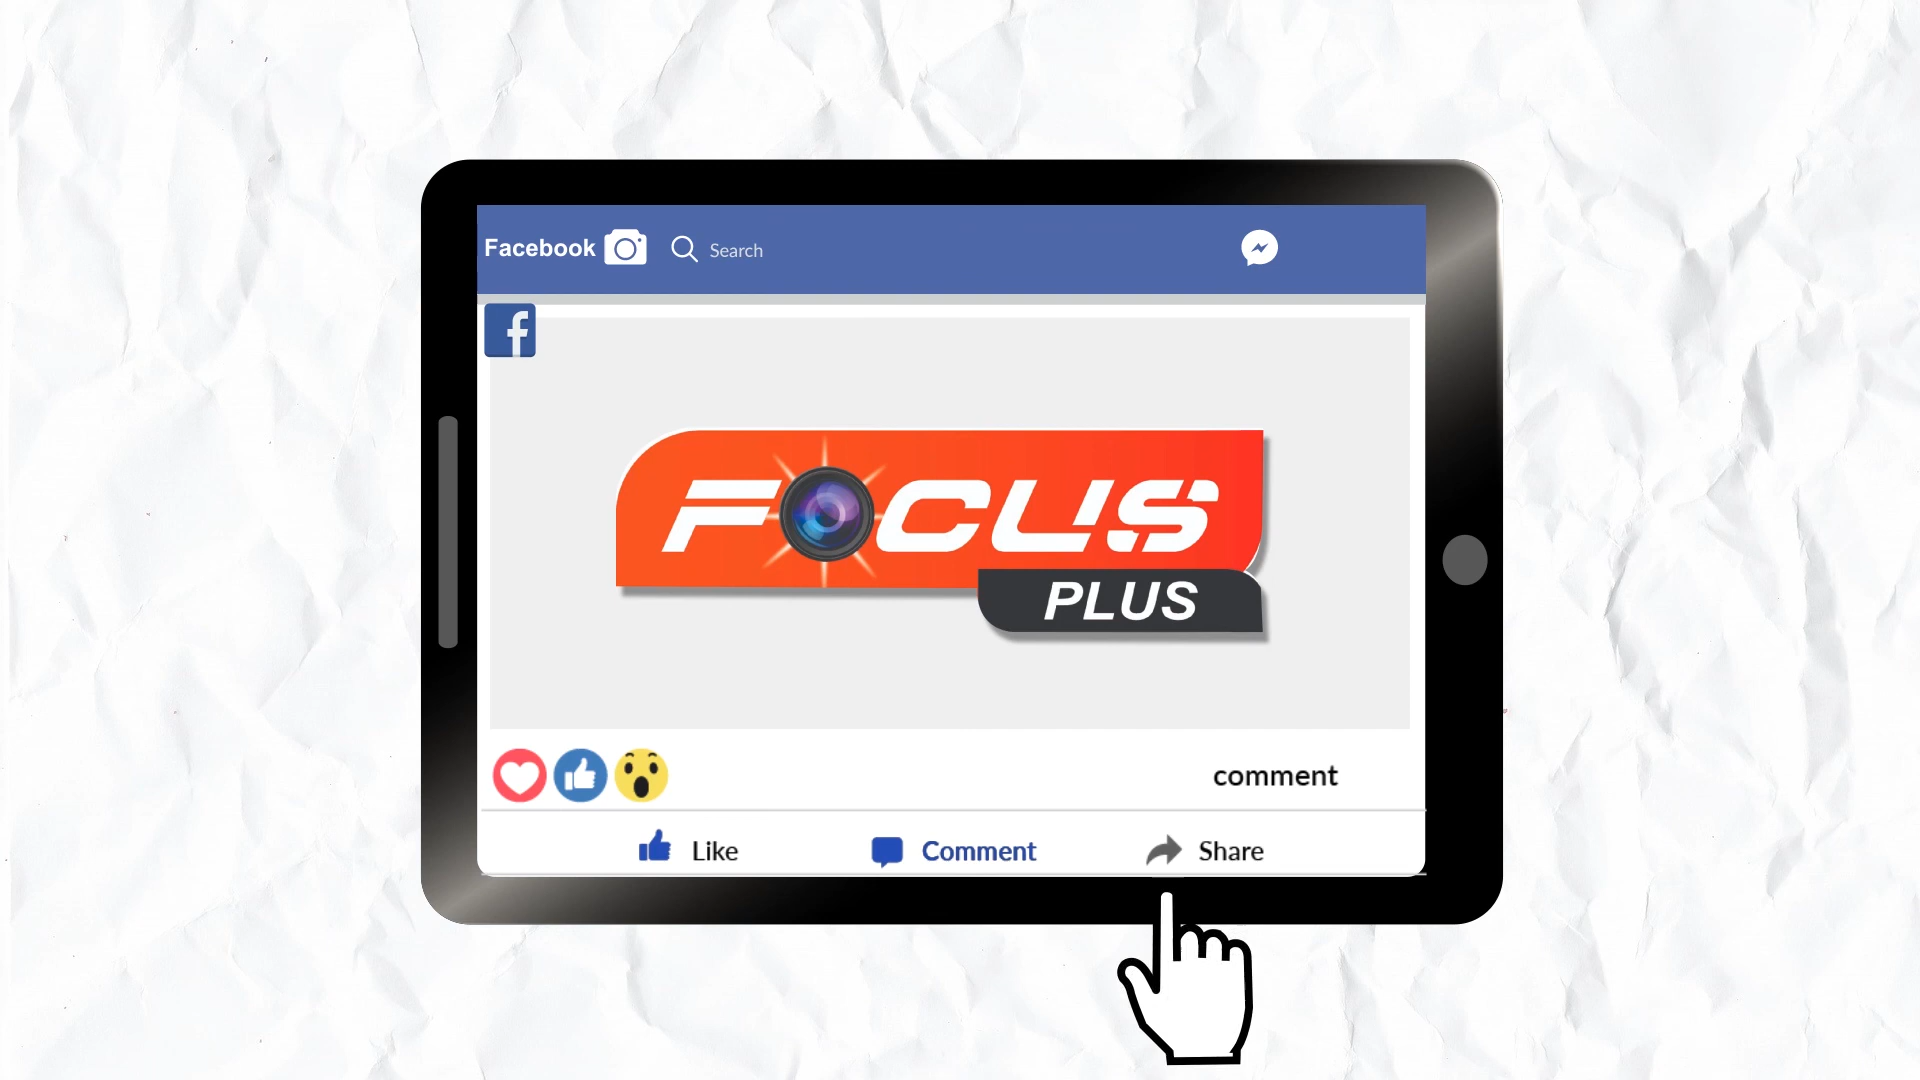 Facebook Search
FOCUS
PLUS
comment
Like Comment Share